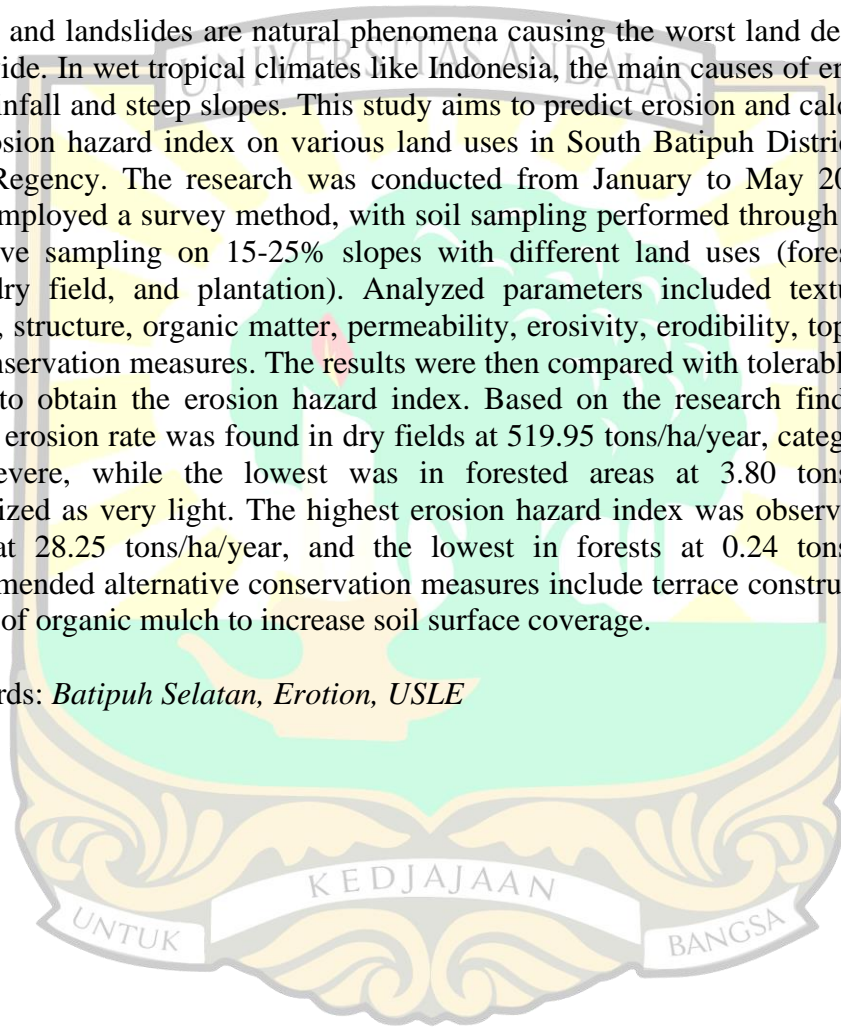 and landslides are natural phenomena causing the worst land de
ide. In wet tropical climates like Indonesia, the main causes of er
infall and steep slopes. This study aims to predict erosion and calc
osion hazard index on various land uses in South Batipuh Distric
Regency. The research was conducted from January to May 20
mployed a survey method, with soil sampling performed through
ve sampling on 15-25% slopes with different land uses (fores
dry field, and plantation). Analyzed parameters included textu
, structure, organic matter, permeability, erosivity, erodibility, top
nservation measures. The results were then compared with tolerabl
to obtain the erosion hazard index. Based on the research find
erosion rate was found in dry fields at 519.95 tons/ha/year, categ
evere, while the lowest was in forested areas at 3.80 tons
ized as very light. The highest erosion hazard index was observ
at 28.25 tons/ha/year, and the lowest in forests at 0.24 tons
mended alternative conservation measures include terrace constru
of organic mulch to increase soil surface coverage.
rds: Batipuh Selatan, Erotion, USLE
UNIVERSITAS ANDALAS
KEDJAJAAN
UNTUK
BANGSA